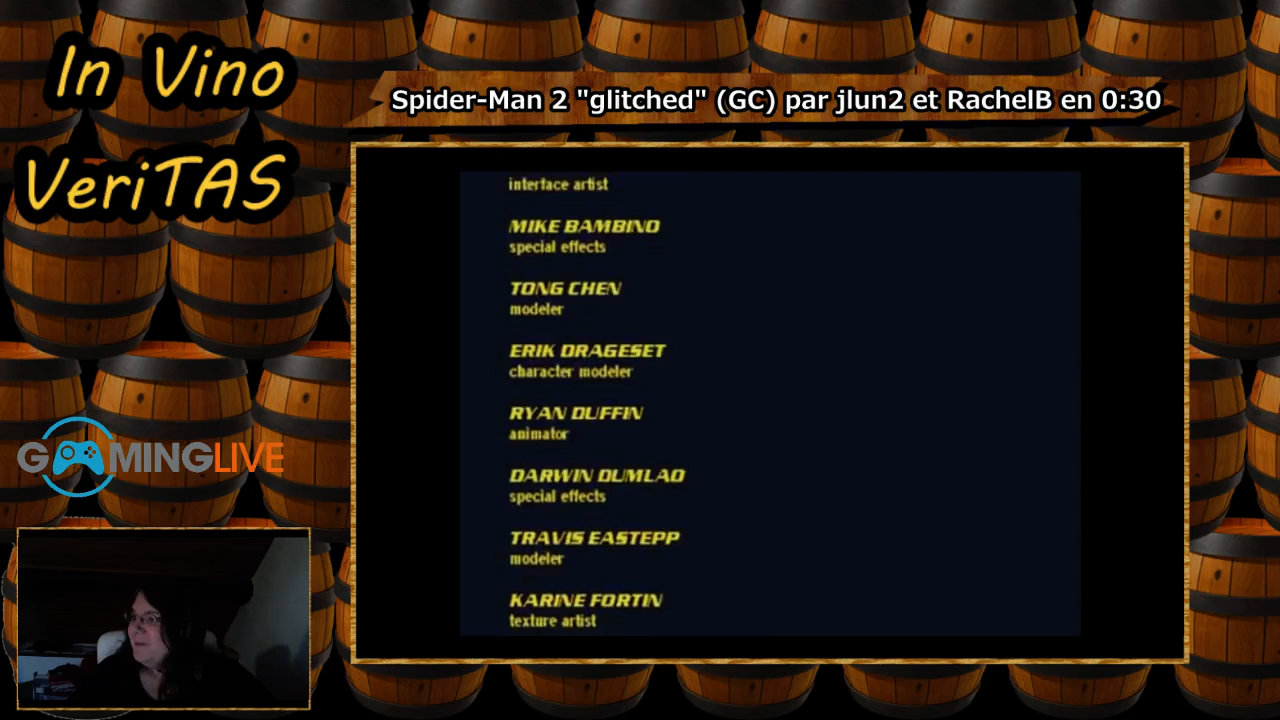 In Vino
VeriTAS
Spider-Man 2 "glitched" (GC) par jlun2 et RachelB en 0:30
interface artist
MIKE BAMBINO
special effects
TONG CHEN
modeler
ERIK DRAGESET
character modeler
RYAN DUFFIN
animator
DARWIN DUMLAO
special effects
TRAVIS EASTEPP
modeler
KARINE FORTIN
texture artist
GAMINGLIVE